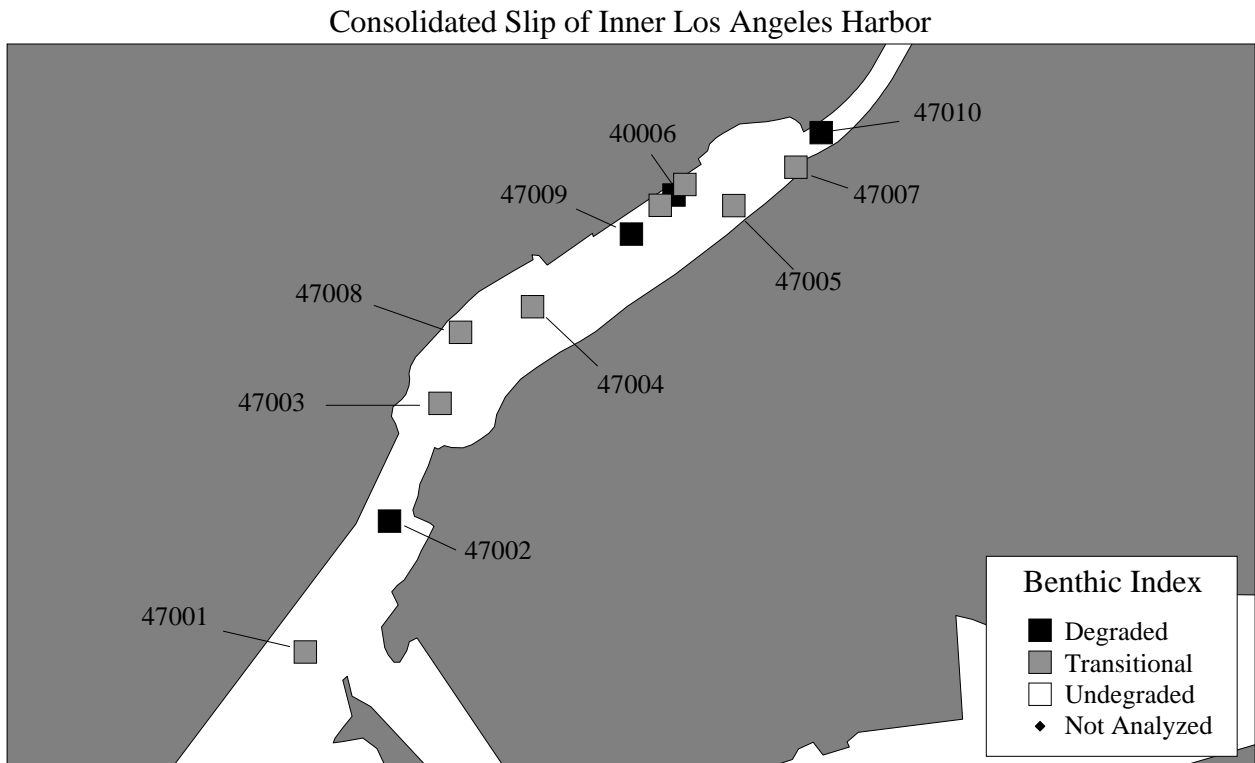 Consolidated Slip of Inner Los Angeles Harbor
47010
40006
47009
47007
47005
47008
47004
47003
47002
47001
Benthic Index
Degraded
Transitional
Undegraded
Not Analyzed